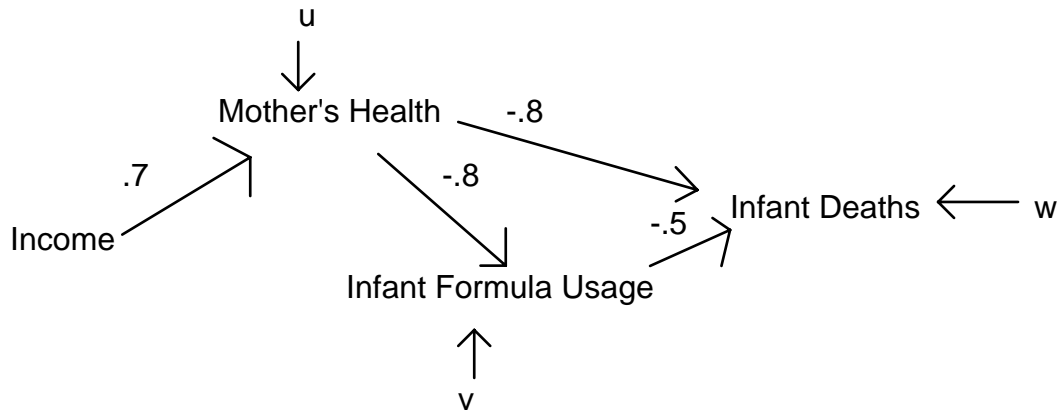 u
Mother's Health
-.8
.7
-.8
Infant Deaths
w
-.5
Income
Infant Formula Usage
v